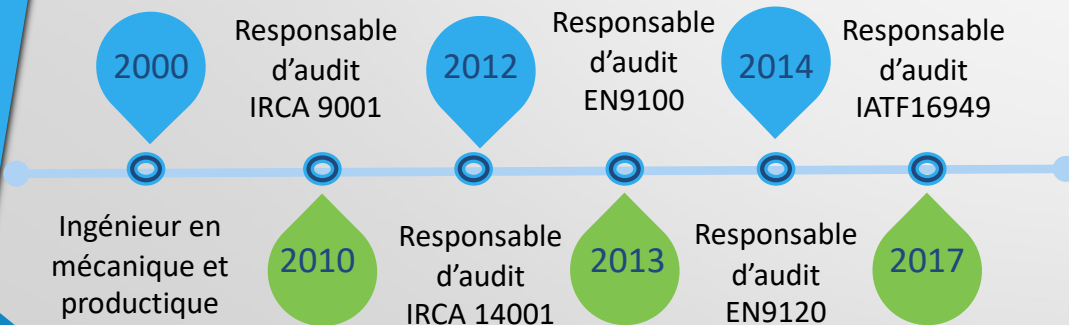 2000
Responsable
d'audit
IRCA 9001
2012
Responsable
d'audit
EN9100
2014
Responsable
d'audit
IATF16949
Ingénieur en
mécanique et
productique
2010
Responsable
d'audit
IRCA 14001
2013
Responsable
d'audit
EN9120
2017